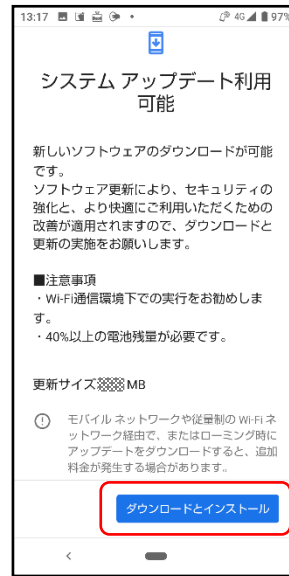 13:17 4G 97%
システム アップデート利用
可能
新しいソフトウェアのダウンロードが可能
です。
ソフトウェア更新により、セキュリティの
強化と、より快適にご利用いただくための
改善が適用されますので、ダウンロードと
更新の実施をお願いします。
■注意事項
・Wi-Fi通信環境下での実行をお勧めしま
す。
・40%以上の電池残量が必要です。
更新サイズ MB
モバイル ネットワークや従量制の Wi-Fi ネ
ットワーク経由で、またはローミング時に
アップデートをダウンロードすると、追加
料金が発生する場合があります。
ダウンロードとインストール